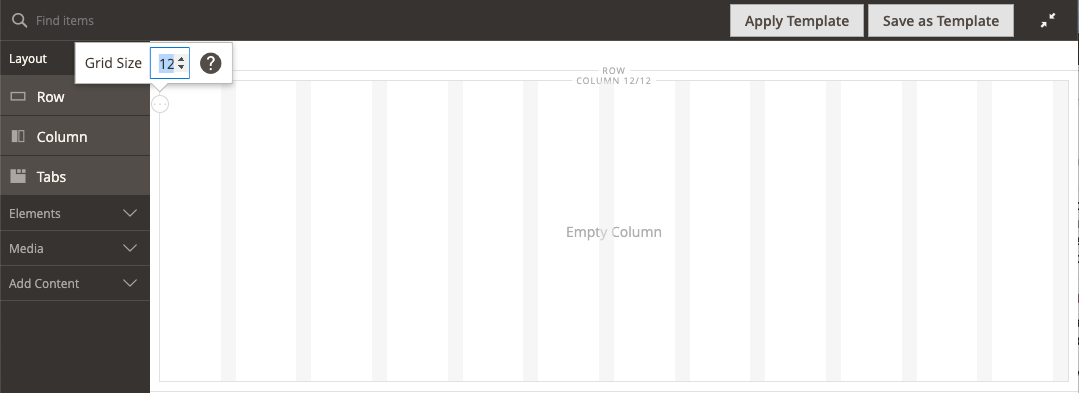 Find items
Apply Template
Save as Template
Layout
Grid Size 12 ?
Row
Column
Tabs
Elements
Media
Add Content
ROW
COLUMN 12/12
Empty Column